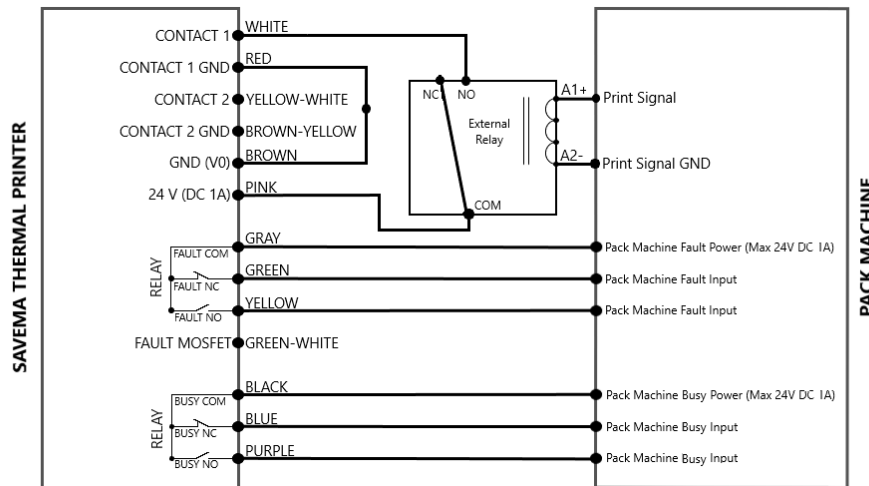 SAVEMA THERMAL PRINTER
PACK MACHINE
CONTACT 1
WHITE
CONTACT 1 GND
RED
CONTACT 2
YELLOW-WHITE
CONTACT 2 GND
BROWN-YELLOW
GND (V0)
BROWN
24 V (DC 1A)
PINK
NC
NO
External
Relay
COM
A1+
Print Signal
A2-
Print Signal GND
RELAY
FAULT COM
GRAY
Pack Machine Fault Power (Max 24V DC 1A)
FAULT NC
GREEN
Pack Machine Fault Input
FAULT NO
YELLOW
Pack Machine Fault Input
FAULT MOSFET
GREEN-WHITE
RELAY
BUSY COM
BLACK
Pack Machine Busy Power (Max 24V DC 1A)
BUSY NC
BLUE
Pack Machine Busy Input
BUSY NO
PURPLE
Pack Machine Busy Input